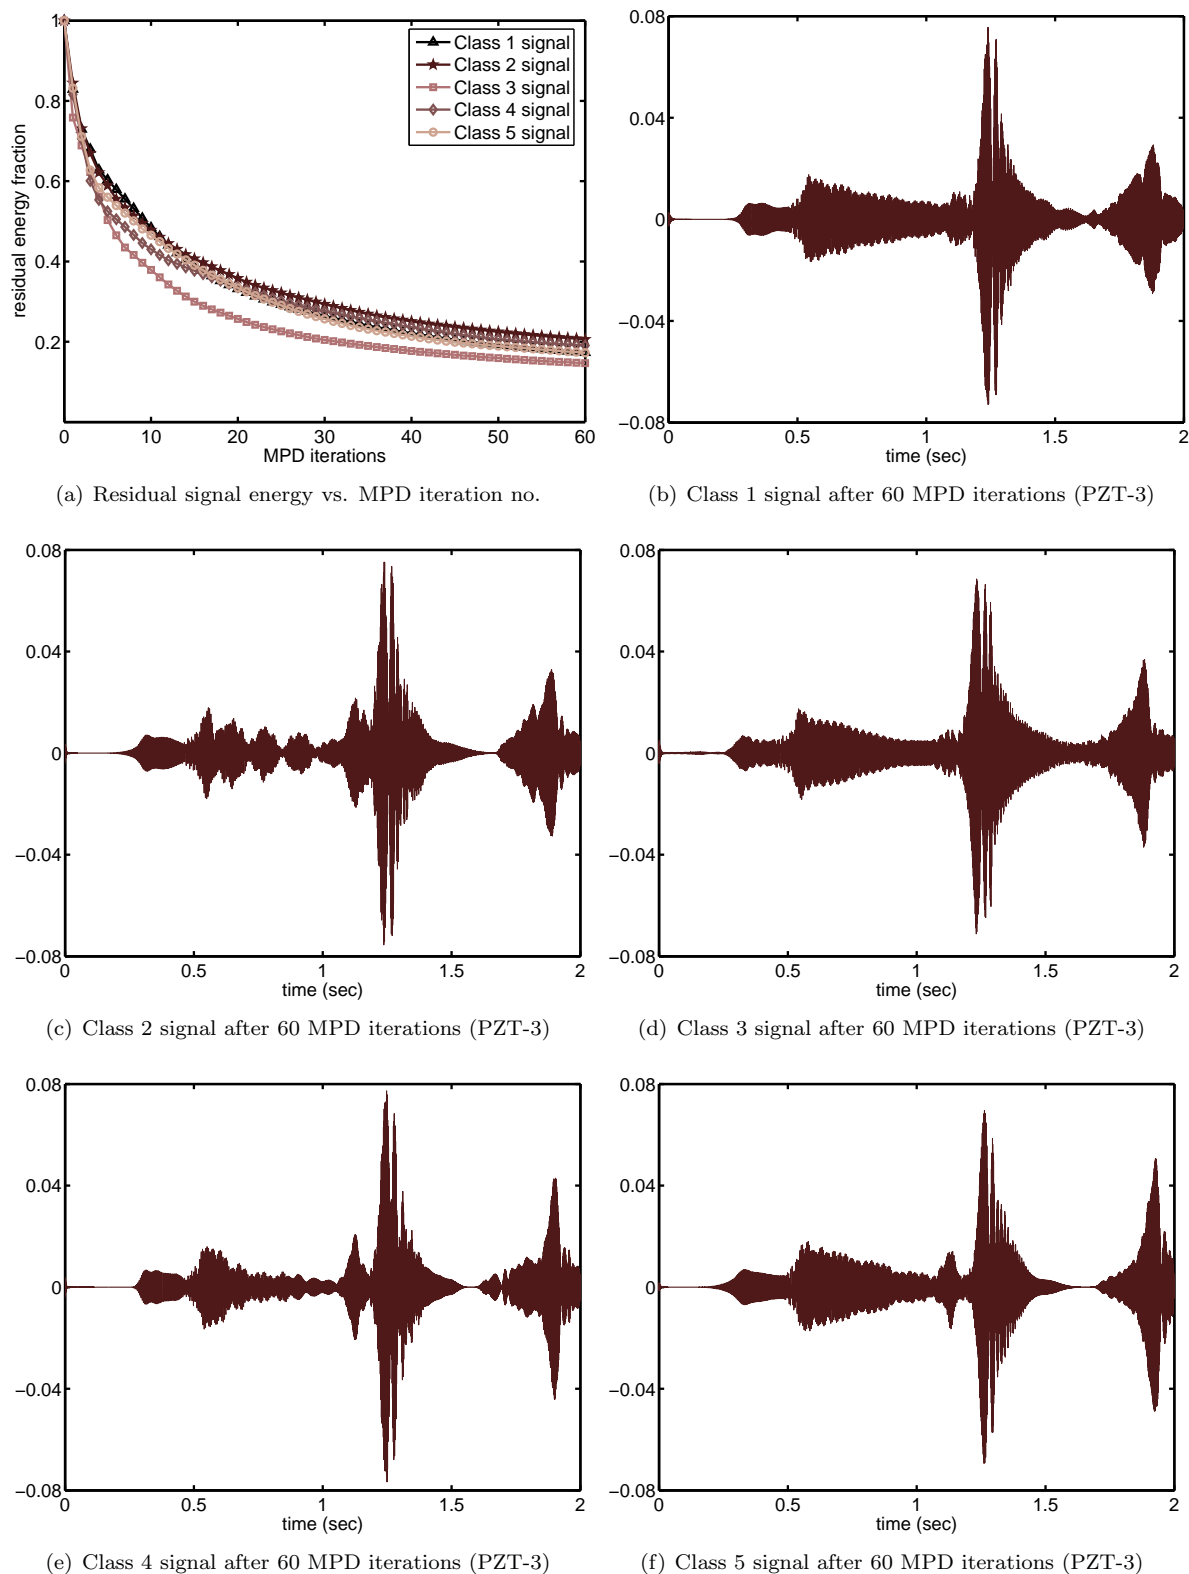 1
0.8
0.6
0.4
0.2
0 10 20 30 40 50 60
residual energy fraction
MPD iterations
Class 1 signal
Class 2 signal
Class 3 signal
Class 4 signal
Class 5 signal
(a) Residual signal energy vs. MPD iteration no.
0.08
0.04
0
−0.04
−0.08
0 0.5 1 1.5 2
time (sec)
(b) Class 1 signal after 60 MPD iterations (PZT-3)
0.08
0.04
0
−0.04
−0.08
0 0.5 1 1.5 2
time (sec)
(c) Class 2 signal after 60 MPD iterations (PZT-3)
0.08
0.04
0
−0.04
−0.08
0 0.5 1 1.5 2
time (sec)
(d) Class 3 signal after 60 MPD iterations (PZT-3)
0.08
0.04
0
−0.04
−0.08
0 0.5 1 1.5 2
time (sec)
(e) Class 4 signal after 60 MPD iterations (PZT-3)
0.08
0.04
0
−0.04
−0.08
0 0.5 1 1.5 2
time (sec)
(f) Class 5 signal after 60 MPD iterations (PZT-3)